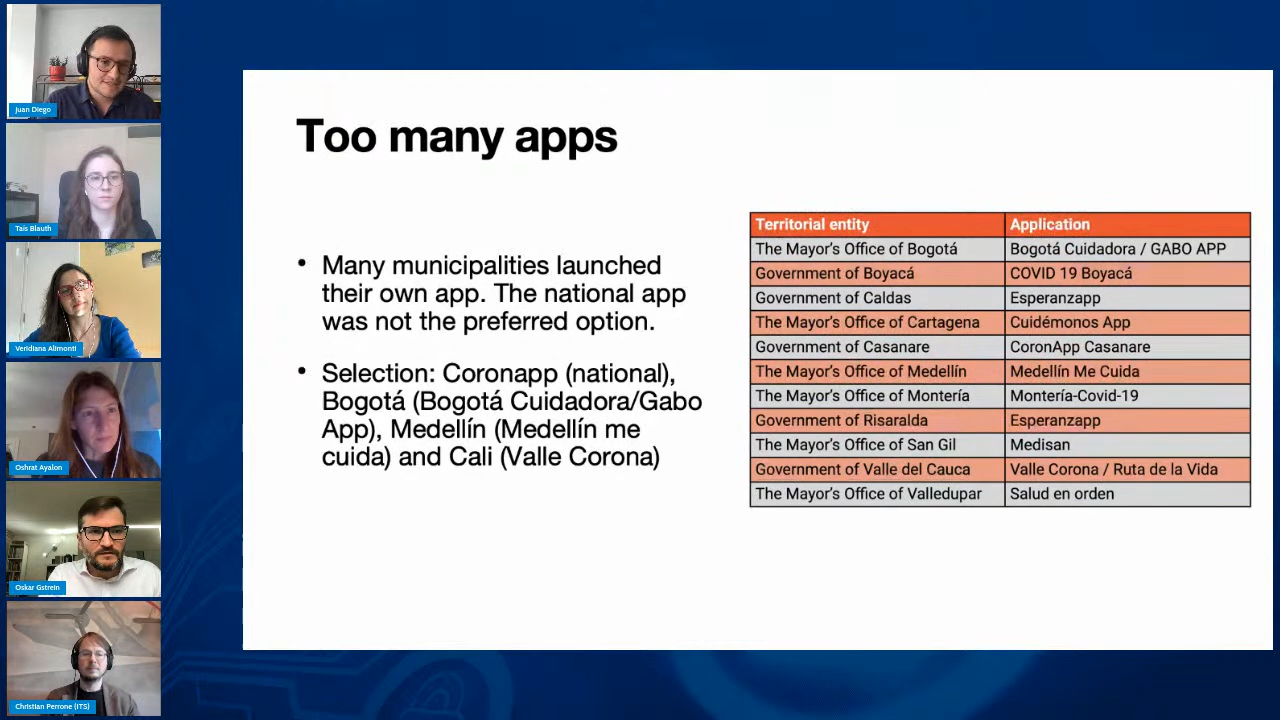 Juan Diego
Taís Blauth
Veridiana Alimonti
Oshrat Ayalon
Oskar Gstrein
Christian Perrone (ITS)
Too many apps
• Many municipalities launched
their own app. The national app
was not the preferred option.
• Selection: Coronapp (national),
Bogotá (Bogotá Cuidadora/Gabo
App), Medellín (Medellín me
cuida) and Cali (Valle Corona)
Territorial entity Application
The Mayor's Office of Bogotá Bogotá Cuidadora / GABO APP
Government of Boyacá COVID 19 Boyacá
Government of Caldas Esperanzapp
The Mayor's Office of Cartagena Cuidémonos App
Government of Casanare CoronApp Casanare
The Mayor's Office of Medellín Medellín Me Cuida
The Mayor's Office of Montería Montería-Covid-19
Government of Risaralda Esperanzapp
The Mayor's Office of San Gil Medisan
Government of Valle del Cauca Valle Corona / Ruta de la Vida
The Mayor's Office of Valledupar Salud en orden